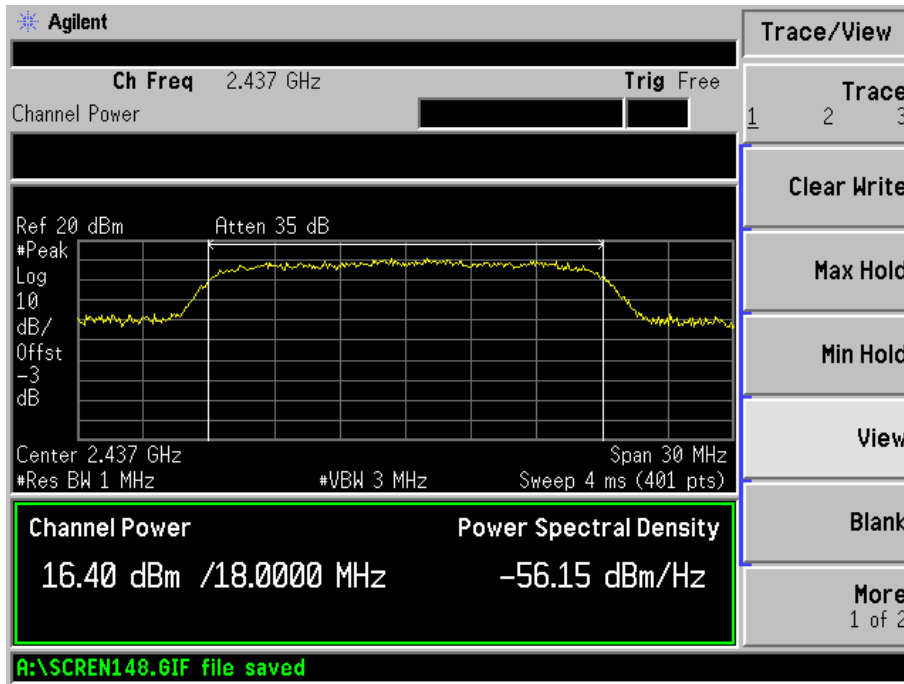 Agilent
Trace/View
Ch Freq 2.437 GHz Trig Free
Channel Power
Trace
1 2 3
Clear Write
Ref 20 dBm Atten 35 dB
#Peak
Log
10
dB/
Offst
-3
dB
Max Hold
Min Hold
View
Center 2.437 GHz Span 30 MHz
#Res BW 1 MHz #VBW 3 MHz Sweep 4 ms (401 pts)
Channel Power Power Spectral Density
16.40 dBm /18.0000 MHz -56.15 dBm/Hz
Blank
More
1 of 2
A:\SCREN148.GIF file saved